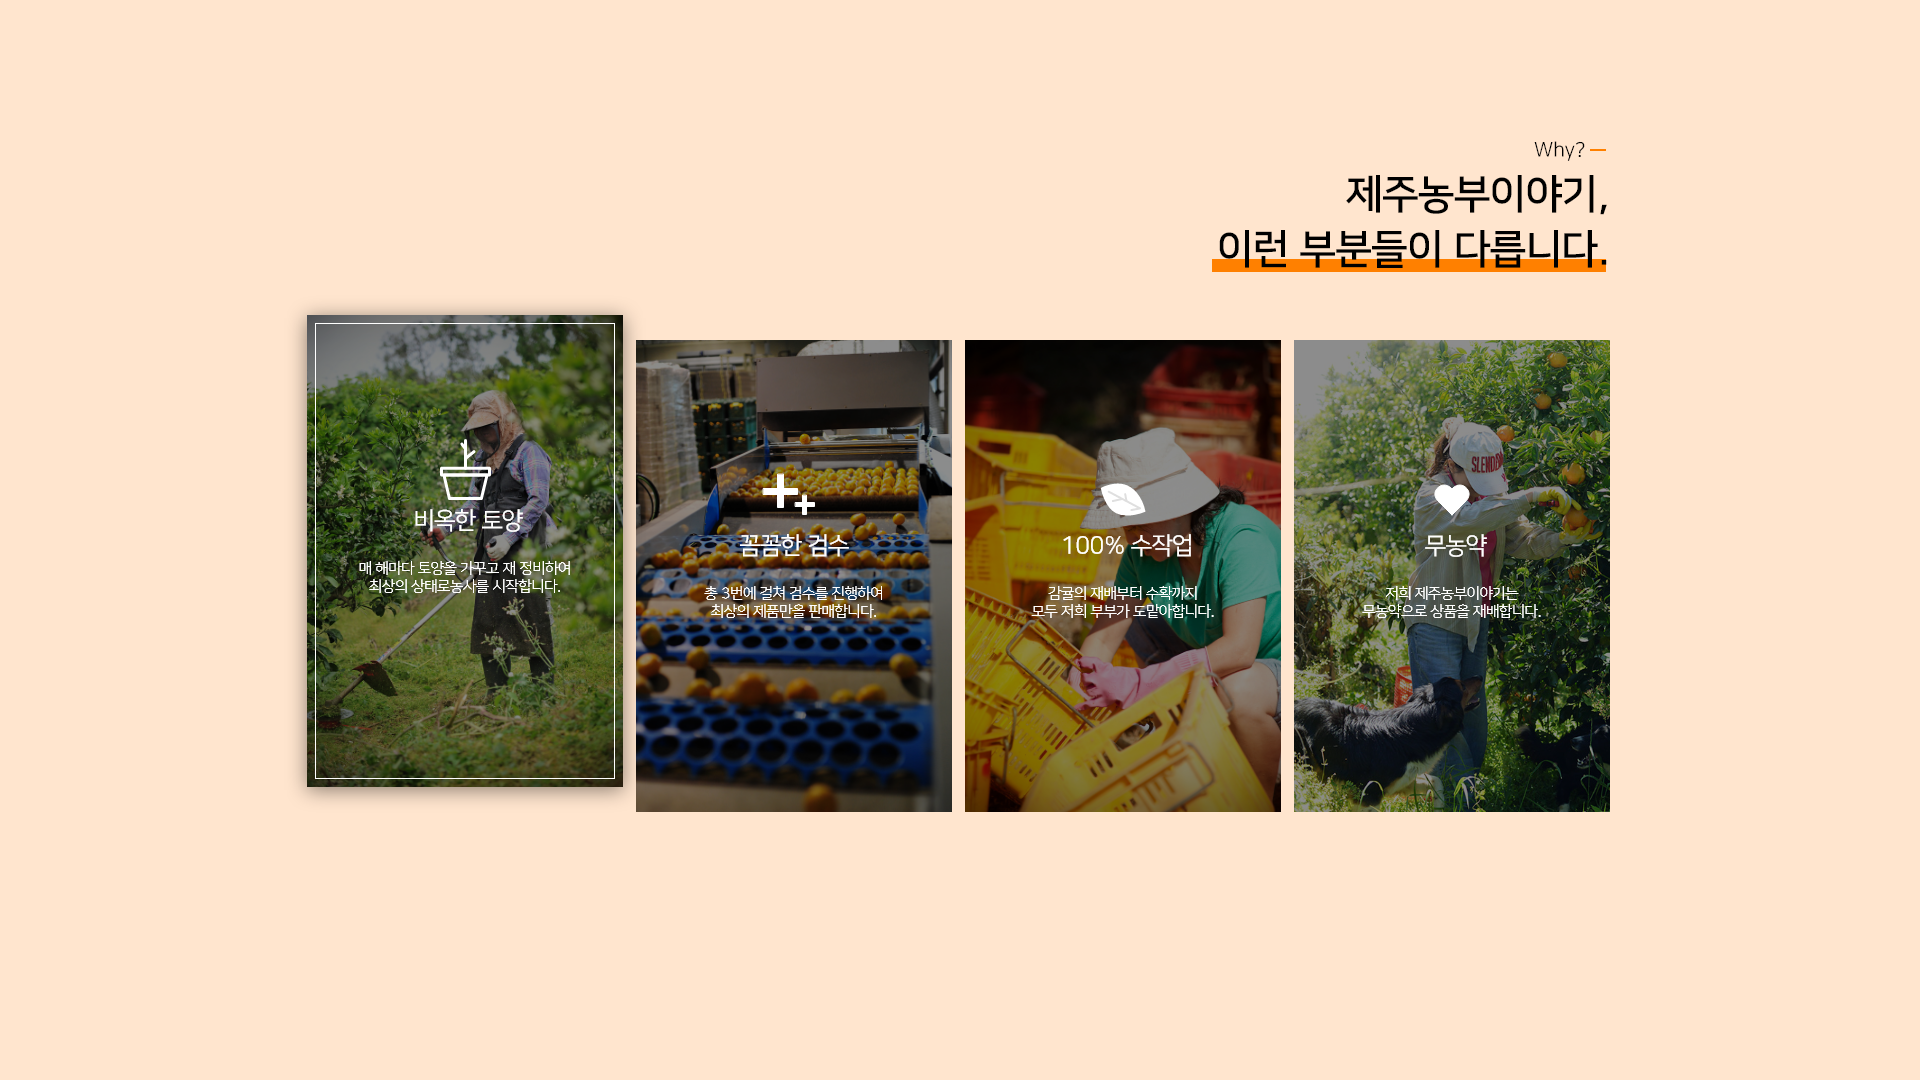 Why?
제주농부이야기,
이런 부분들이 다릅니다.
비옥한 토양
매 해마다 토양을 가꾸고 재 정비하여
최상의 상태로농사를 시작합니다.
꼼꼼한 검수
총 3번에 걸쳐 검수를 진행하여
최상의 제품만을 판매합니다.
100% 수작업
감귤의 재배부터 수확까지
모두 저희 부부가 도맡아합니다.
무농약
저희 제주농부이야기는
무농약으로 상품을 재배합니다.